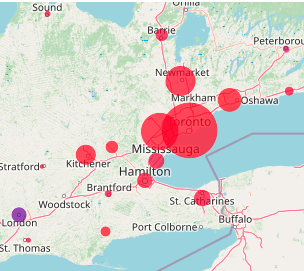 Sound
Orillia
Barrie
Peterboro
Newmarket
Markham
Oshawa
Toronto
Mississauga
Stratford
Kitchener
Hamilton
Brantford
Woodstock
St. Catharines
London
Port Colborne
Buffalo
St. Thomas